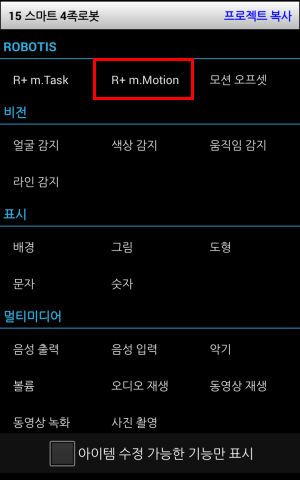 15 스마트 4족로봇 프로젝트 복사
ROBOTIS
R+ m.Task R+ m.Motion 모션 오프셋
비전
얼굴 감지 색상 감지 움직임 감지
라인 감지
표시
배경 그림 도형
문자 숫자
멀티미디어
음성 출력 음성 입력 악기
볼륨 오디오 재생 동영상 재생
동영상 녹화 사진 촬영
아이템 수정 가능한 기능만 표시